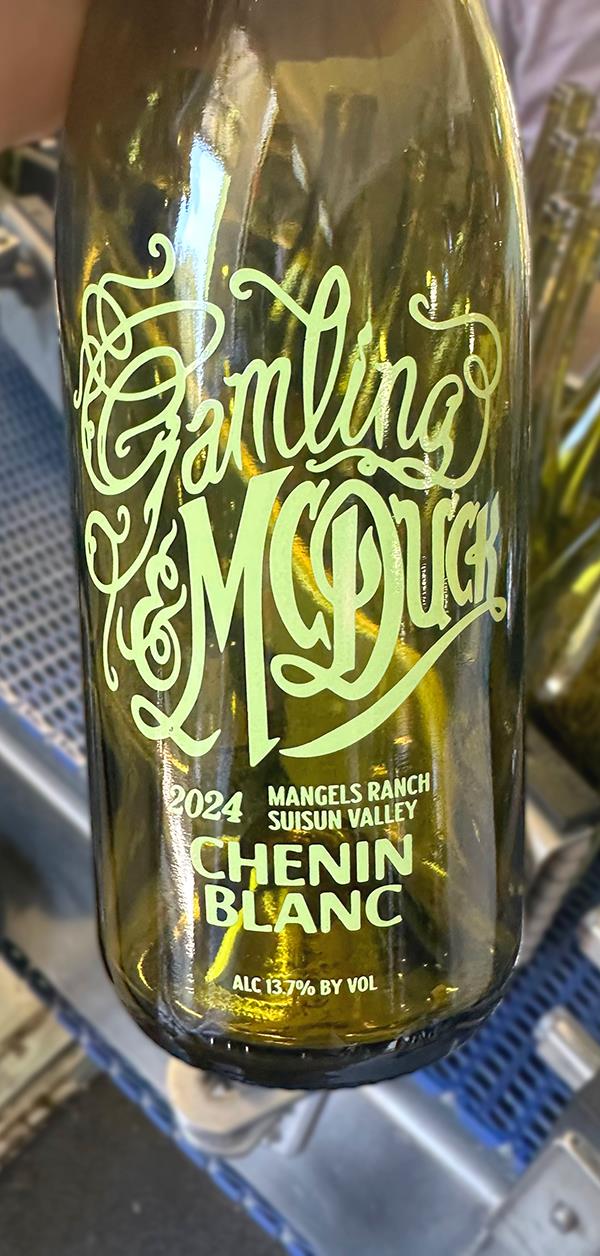 Gamling
& McDuck
2024
MANGELS RANCH
SUISUN VALLEY
CHENIN
BLANC
ALC 13.7% BY VOL